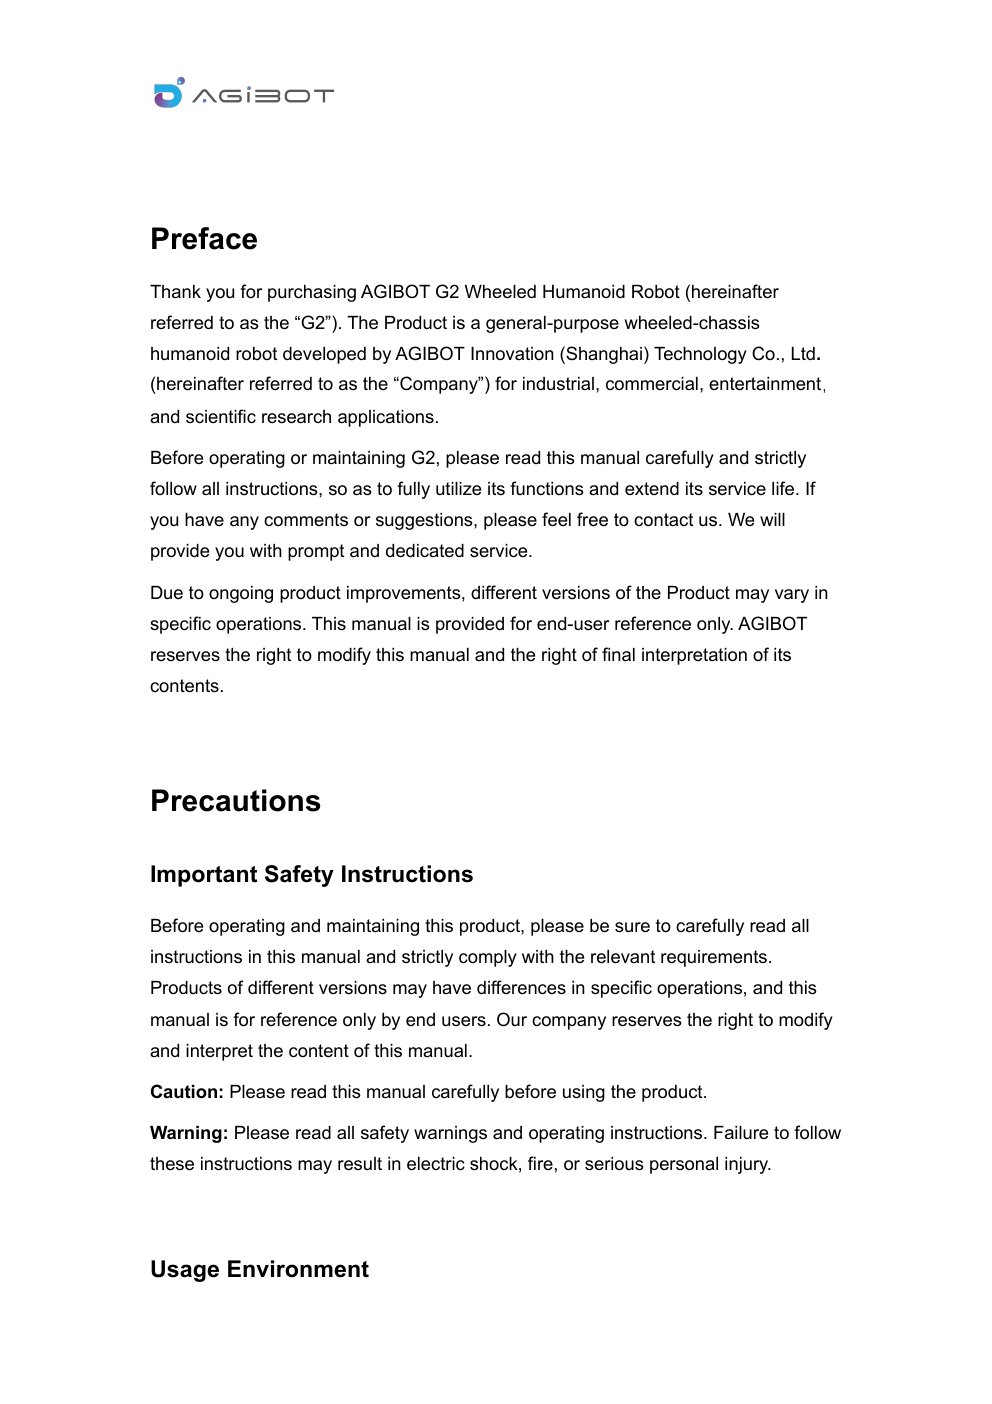 AGIBOT
Preface
Thank you for purchasing AGIBOT G2 Wheeled Humanoid Robot (hereinafter
referred to as the “G2”). The Product is a general-purpose wheeled-chassis
humanoid robot developed by AGIBOT Innovation (Shanghai) Technology Co., Ltd.
(hereinafter referred to as the “Company”) for industrial, commercial, entertainment,
and scientific research applications.
Before operating or maintaining G2, please read this manual carefully and strictly
follow all instructions, so as to fully utilize its functions and extend its service life. If
you have any comments or suggestions, please feel free to contact us. We will
provide you with prompt and dedicated service.
Due to ongoing product improvements, different versions of the Product may vary in
specific operations. This manual is provided for end-user reference only. AGIBOT
reserves the right to modify this manual and the right of final interpretation of its
contents.
Precautions
Important Safety Instructions
Before operating and maintaining this product, please be sure to carefully read all
instructions in this manual and strictly comply with the relevant requirements.
Products of different versions may have differences in specific operations, and this
manual is for reference only by end users. Our company reserves the right to modify
and interpret the content of this manual.
Caution: Please read this manual carefully before using the product.
Warning: Please read all safety warnings and operating instructions. Failure to follow
these instructions may result in electric shock, fire, or serious personal injury.
Usage Environment